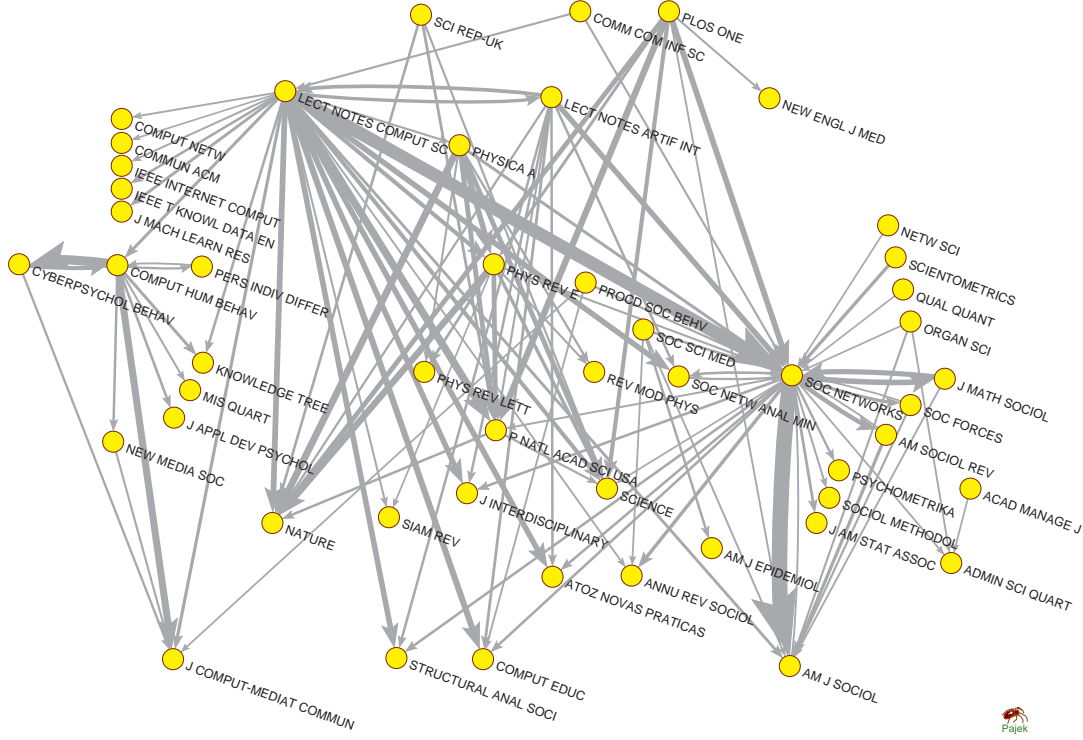 SCI REP-UK
COMM COM INF SC
PLOS ONE
LECT NOTES COMPUT SC
LECT NOTES ARTIF INT
NEW ENGL J MED
COMPUT NETW
COMMUN ACM
IEEE INTERNET COMPUT
IEEE T KNOWL DATA EN
J MACH LEARN RES
PHYSICA A
NETW SCI
SCIENTOMETRICS
QUAL QUANT
ORGAN SCI
CYBERPSYCHOL BEHAV
COMPUT HUM BEHAV
PERS INDIV DIFFER
PHYS REV E
PROCD SOC BEHV
SOC SCI MED
KNOWLEDGE TREE
MIS QUART
J APPL DEV PSYCHOL
PHYS REV LETT
REV MOD PHYS
SOC NETW ANAL MIN
SOC NETWORKS
J MATH SOCIOL
SOC FORCES
AM SOCIOL REV
NEW MEDIA SOC
P NATL ACAD SCI USA
PSYCHOMETRIKA
SOCIOL METHODOL
J AM STAT ASSOC
ACAD MANAGE J
NATURE
SIAM REV
J INTERDISCIPLINARY
SCIENCE
AM J EPIDEMIOL
ADMIN SCI QUART
ATOZ NOVAS PRATICAS
ANNU REV SOCIOL
J COMPUT-MEDIAT COMMUN
STRUCTURAL ANAL SOCI
COMPUT EDUC
AM J SOCIOL
Pajek